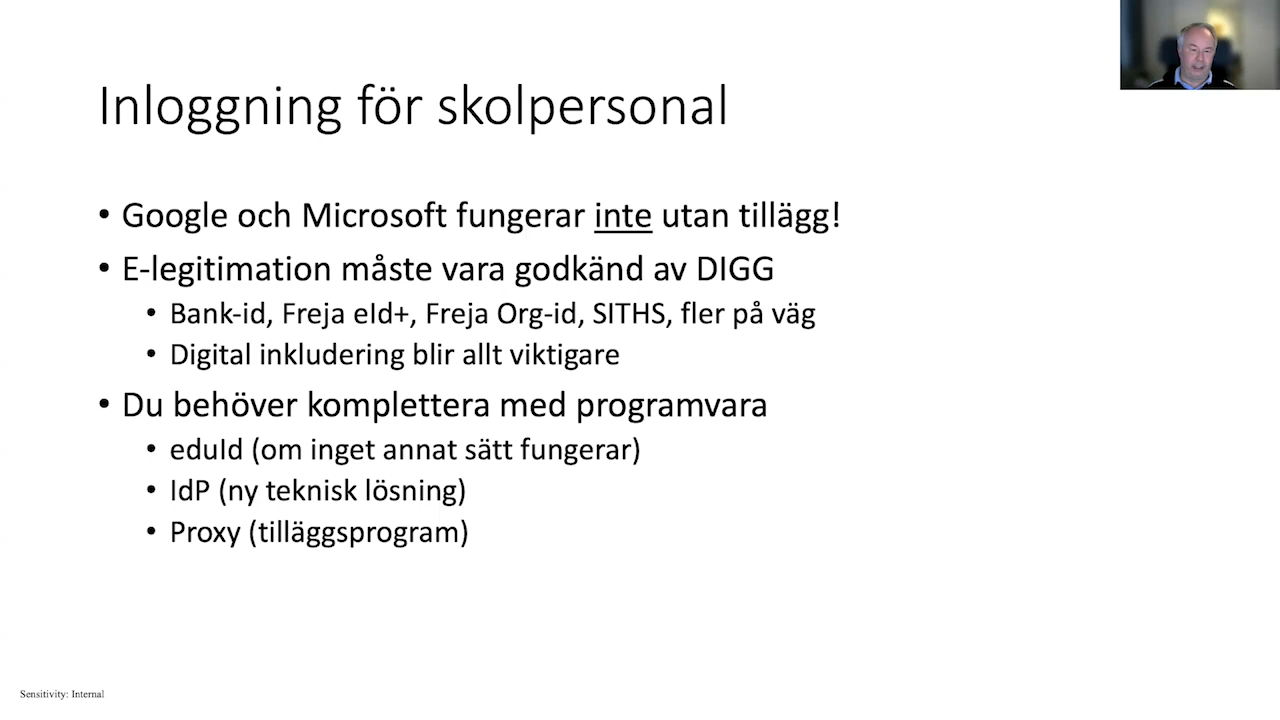 Inloggning för skolpersonal
• Google och Microsoft fungerar inte utan tillägg!
• E-legitimation måste vara godkänd av DIGG
• Bank-id, Freja eId+, Freja Org-id, SITHS, fler på väg
• Digital inkludering blir allt viktigare
• Du behöver komplettera med programvara
• eduId (om inget annat sätt fungerar)
• IdP (ny teknisk lösning)
• Proxy (tilläggsprogram)
Sensitivity: Internal